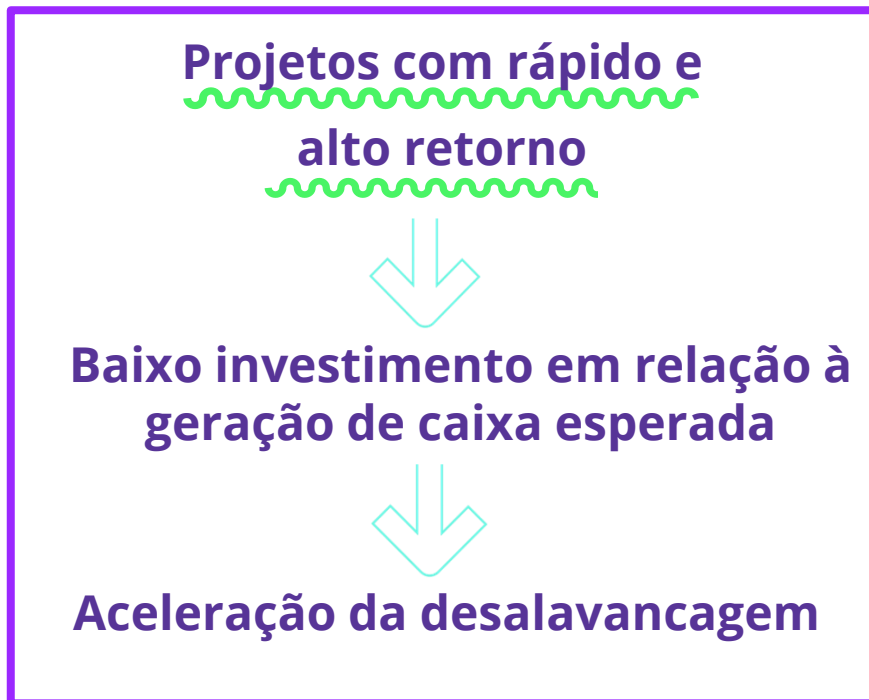 Projetos com rápido e
alto retorno
Baixo investimento em relação à
geração de caixa esperada
Aceleração da desalavancagem